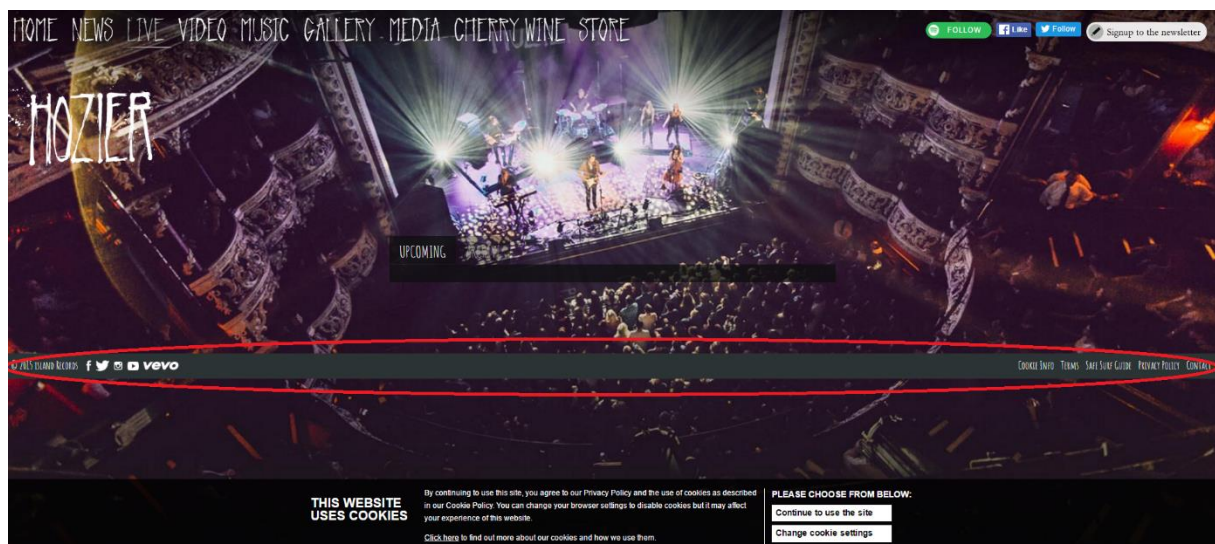 HOME NEWS LIVE VIDEO MUSIC GALLERY MEDIA CHERRY WINE STORE
FOLLOW Like Follow Signup to the newsletter
HOZIER
UPCOMING
© 2015 ISLAND RECORDS vevo COOKIE INFO TERMS SAFE SURF GUIDE PRIVACY POLICY CONTACT
THIS WEBSITE
USES COOKIES
By continuing to use this site, you agree to our Privacy Policy and the use of cookies as described
in our Cookie Policy. You can change your browser settings to disable cookies but it may affect
your experience of this website.
Click here to find out more about our cookies and how we use them.
PLEASE CHOOSE FROM BELOW:
Continue to use the site
Change cookie settings